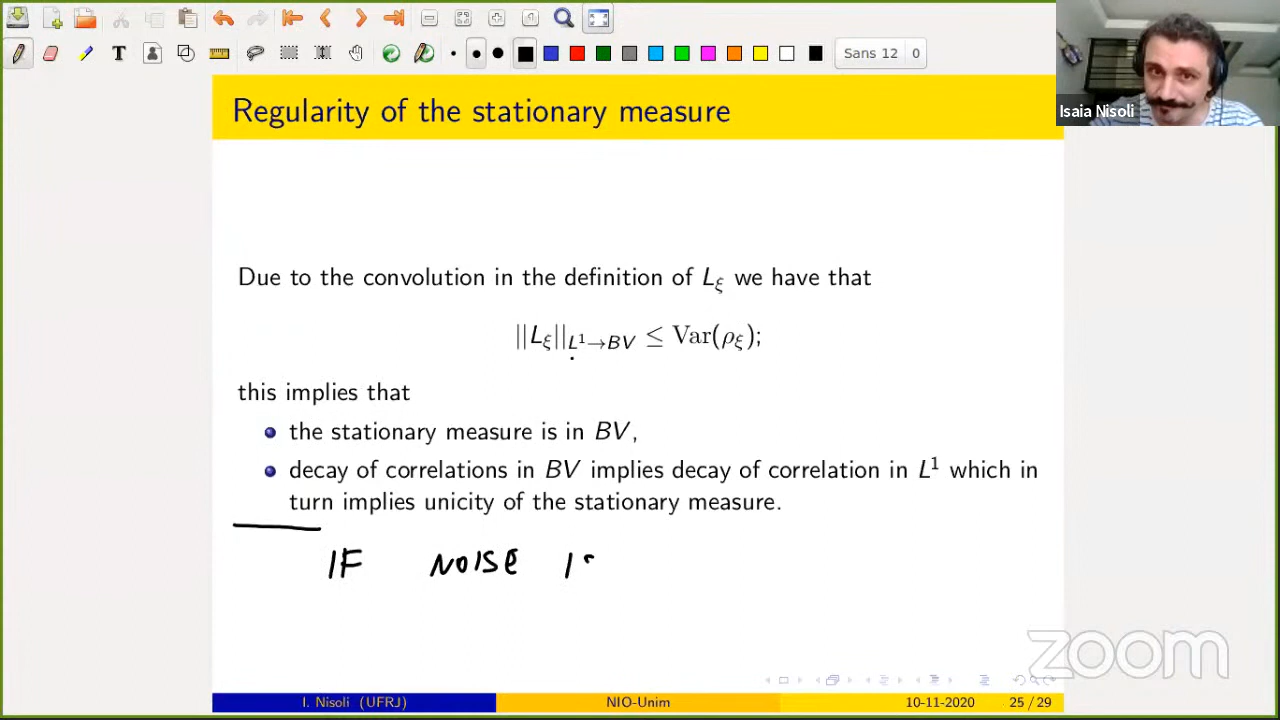 Sans 12 0
Isaia Nisoli
Regularity of the stationary measure
Due to the convolution in the definition of L_ξ we have that
||L_ξ||_{L^1→BV} ≤ Var(ρ_ξ);
this implies that
the stationary measure is in BV,
decay of correlations in BV implies decay of correlation in L^1 which in
turn implies unicity of the stationary measure.
IF NOISE
zoom
I. Nisoli (UFRJ) NIO-Unim 10-11-2020 25 / 29